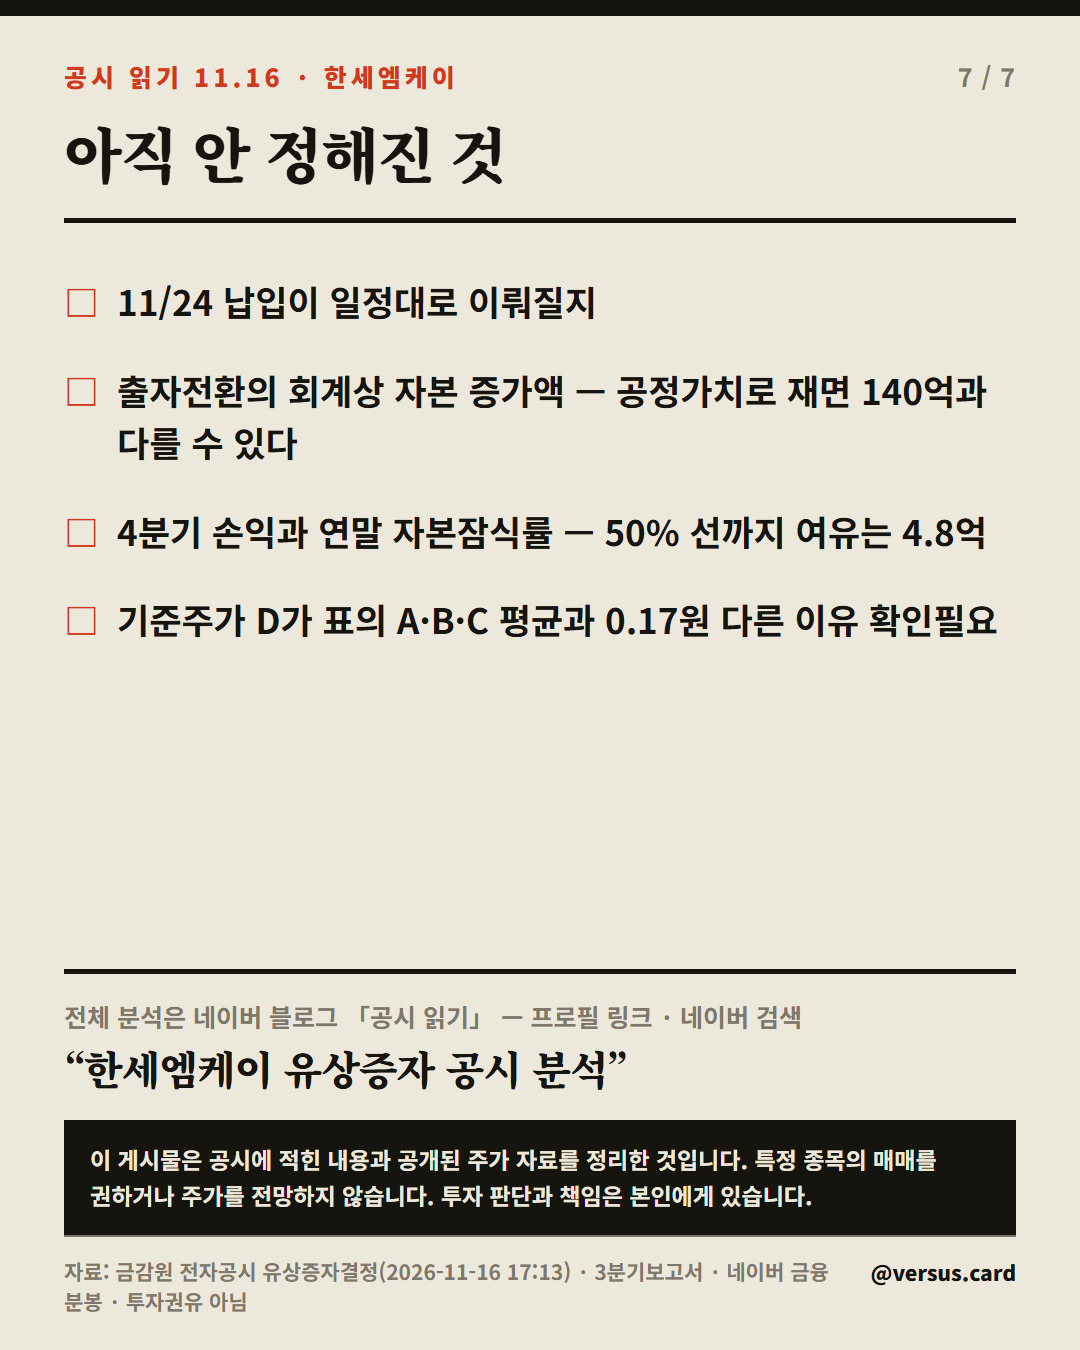 공시 읽기 11.16 · 한세엠케이
7 / 7
아직 안 정해진 것
□ 11/24 납입이 일정대로 이뤄질지
□ 출자전환의 회계상 자본 증가액 — 공정가치로 재면 140억과
다를 수 있다
□ 4분기 손익과 연말 자본잠식률 — 50% 선까지 여유는 4.8억
□ 기준주가 D가 표의 A·B·C 평균과 0.17원 다른 이유 확인필요
전체 분석은 네이버 블로그 「공시 읽기」 — 프로필 링크 · 네이버 검색
“한세엠케이 유상증자 공시 분석”
이 게시물은 공시에 적힌 내용과 공개된 주가 자료를 정리한 것입니다. 특정 종목의 매매를
권하거나 주가를 전망하지 않습니다. 투자 판단과 책임은 본인에게 있습니다.
자료: 금감원 전자공시 유상증자결정(2026-11-16 17:13) · 3분기보고서 · 네이버 금융
분봉 · 투자권유 아님
@versus.card